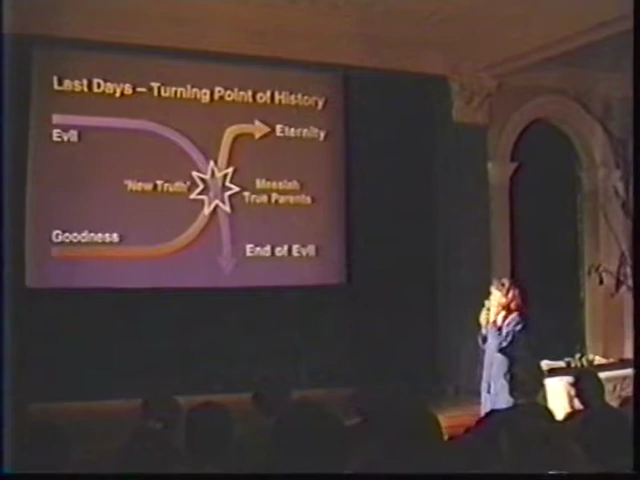 Last Days – Turning Point of History
Evil
Eternity
'New Truth'
Messiah
True Parents
Goodness
End of Evil